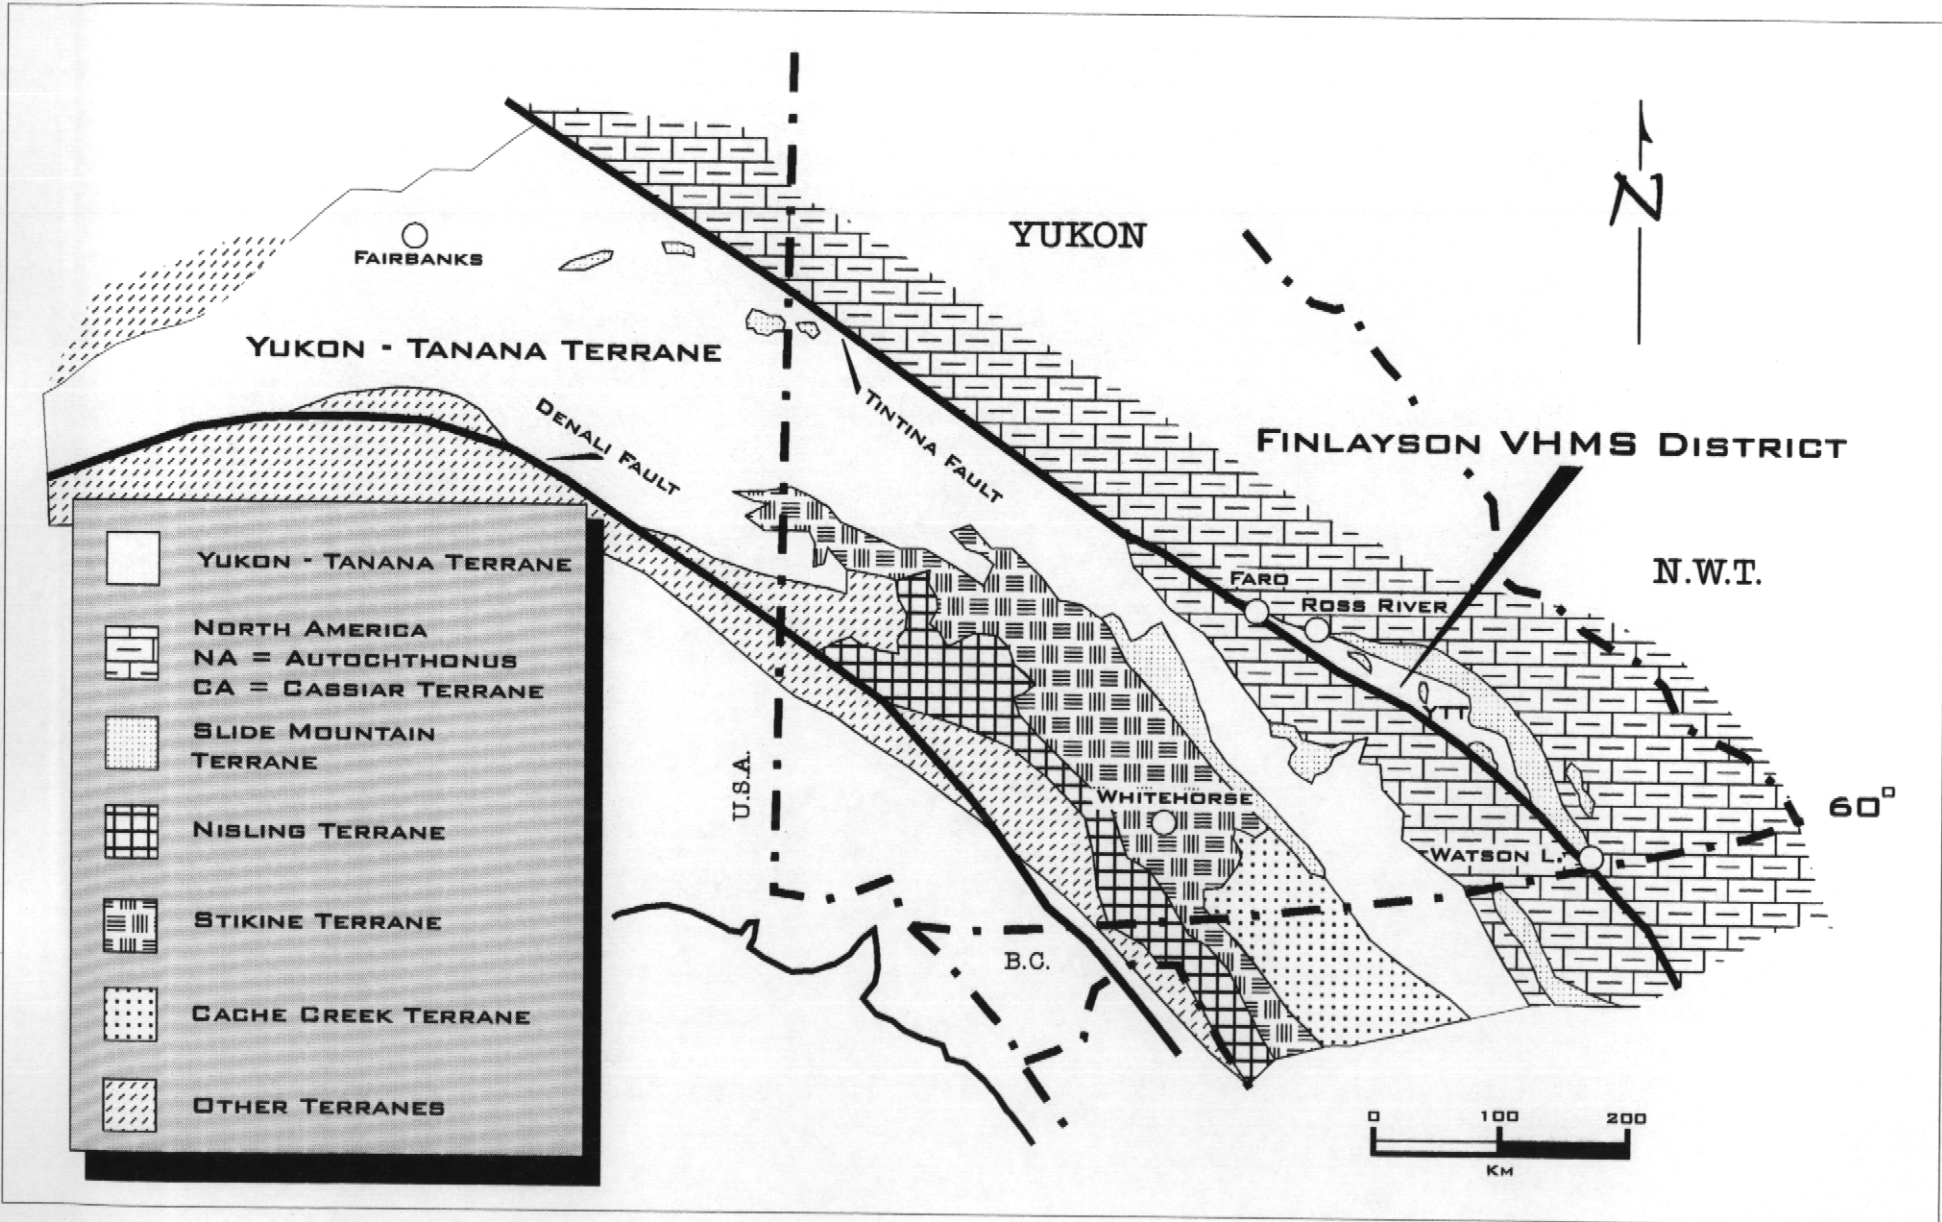 YUKON
N
FAIRBANKS
YUKON - TANANA TERRANE
DENALI FAULT
TINTINA FAULT
FINLAYSON VHMS DISTRICT
N.W.T.
FARO
ROSS RIVER
YTT
60°
U.S.A.
WHITEHORSE
WATSON L.
B.C.
YUKON - TANANA TERRANE
NORTH AMERICA
NA = AUTOCHTHONUS
CA = CASSIAR TERRANE
SLIDE MOUNTAIN
TERRANE
NISLING TERRANE
STIKINE TERRANE
CACHE CREEK TERRANE
OTHER TERRANES
0 100 200
KM